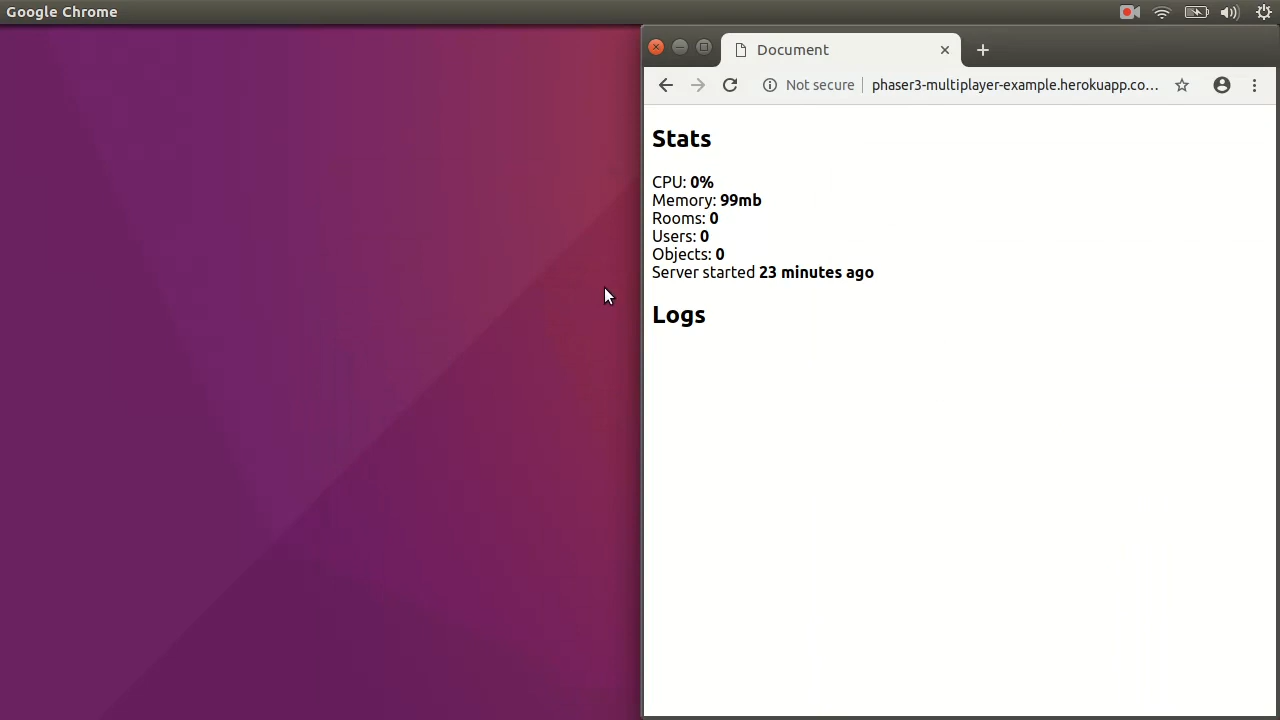 Google Chrome
Document
Not secure
phaser3-multiplayer-example.herokuapp.co…
Stats
CPU: 0%
Memory: 99mb
Rooms: 0
Users: 0
Objects: 0
Server started 23 minutes ago
Logs